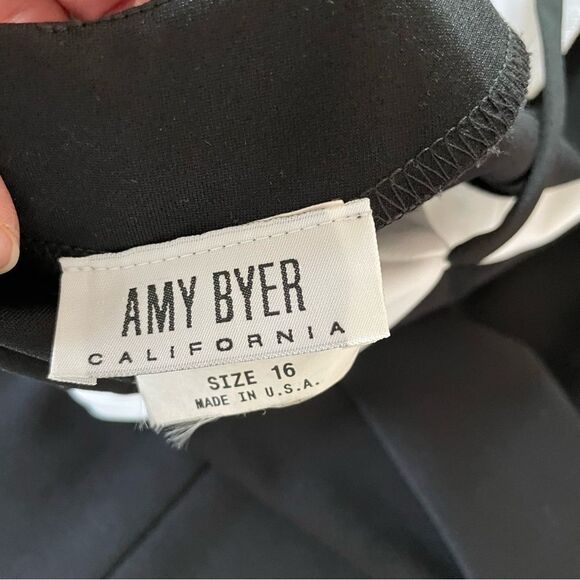 AMY BYER
CALIFORNIA
SIZE 16
MADE IN U.S.A.